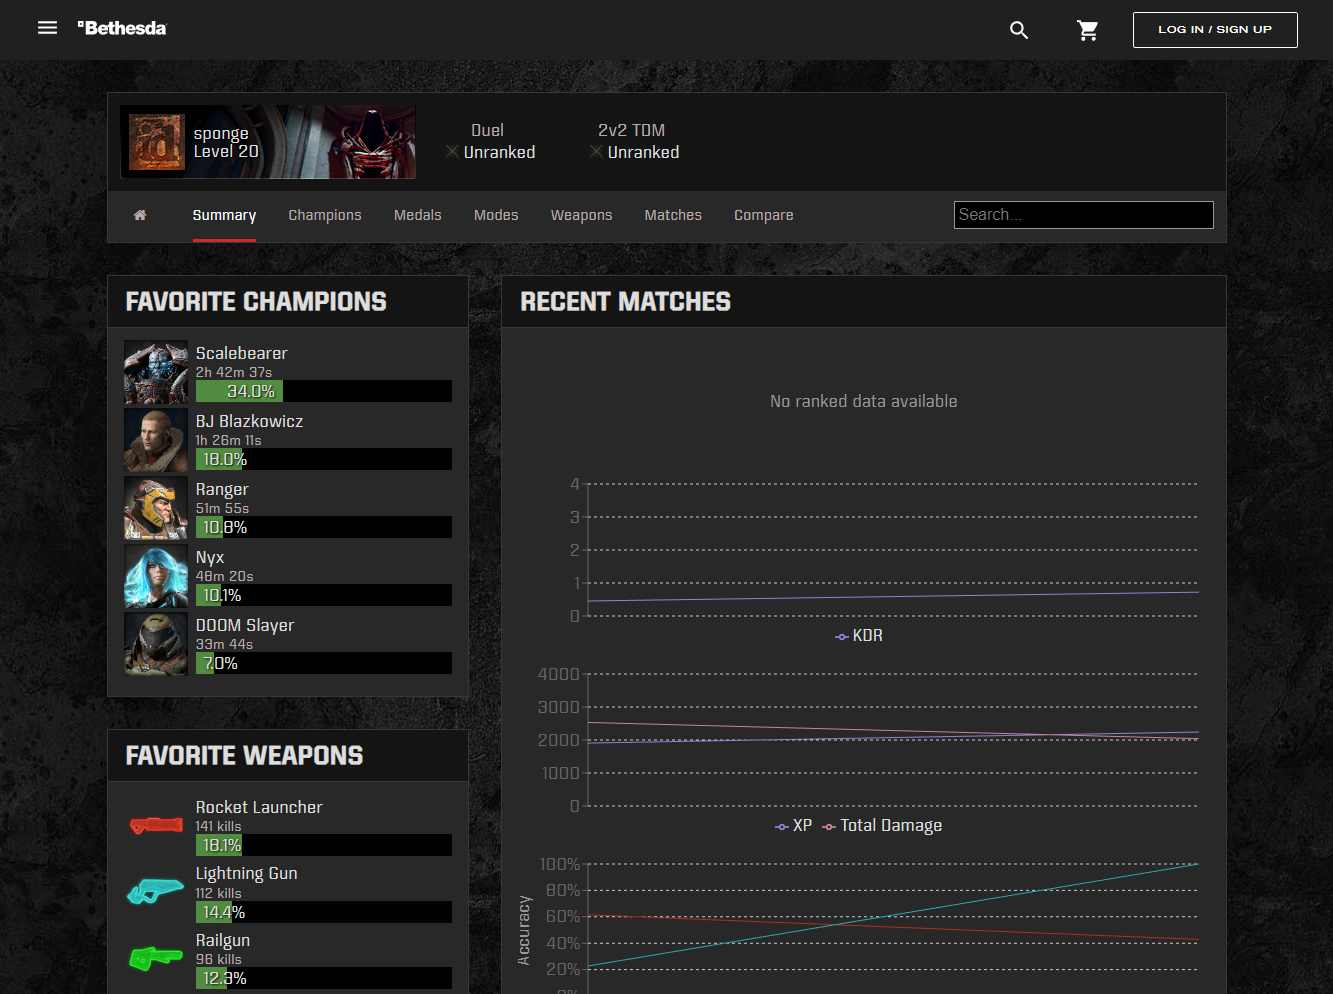 Bethesda
LOG IN / SIGN UP
sponge
Level 20
Duel
Unranked
2v2 TDM
Unranked
Summary
Champions
Medals
Modes
Weapons
Matches
Compare
Search...
FAVORITE CHAMPIONS
Scalebearer
2h 42m 37s
34.0%
BJ Blazkowicz
1h 26m 11s
18.0%
Ranger
51m 55s
10.8%
Nyx
48m 20s
10.1%
DOOM Slayer
33m 44s
7.0%
FAVORITE WEAPONS
Rocket Launcher
141 kills
18.1%
Lightning Gun
112 kills
14.4%
Railgun
96 kills
12.3%
RECENT MATCHES
No ranked data available
4
3
2
1
0
KDR
4000
3000
2000
1000
0
XP
Total Damage
100%
80%
60%
40%
20%
0%
Accuracy